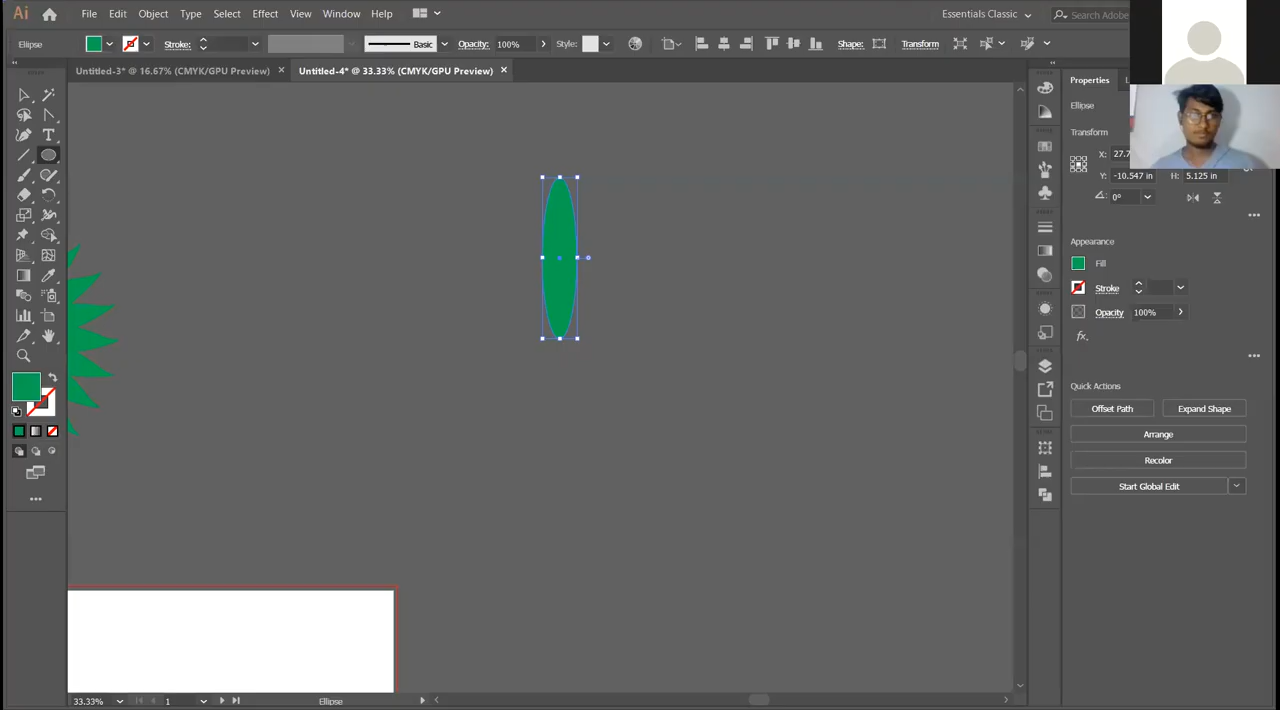 Ai File Edit Object Type Select Effect View Window Help Essentials Classic Search Adobe
Ellipse Stroke: Basic Opacity: 100% Style: Shape: Transform
Untitled-3* @ 16.67% (CMYK/GPU Preview) × Untitled-4* @ 33.33% (CMYK/GPU Preview) ×
Properties
Ellipse
Transform
X: 27.7
Y: -10.547 in H: 5.125 in
0°
Appearance
Fill
Stroke
Opacity 100%
fx.
Quick Actions
Offset Path Expand Shape
Arrange
Recolor
Start Global Edit
33.33% 1 Ellipse